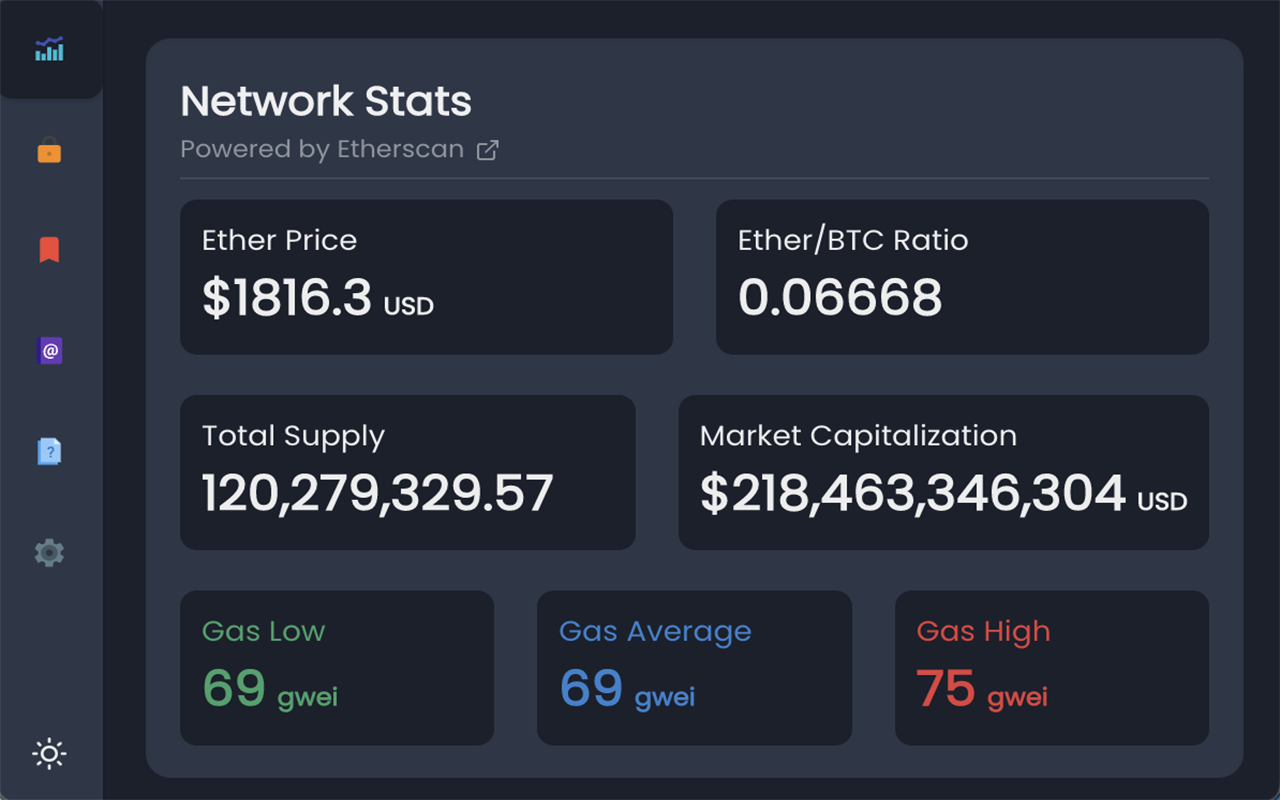 Network Stats
Powered by Etherscan
Ether Price
$1816.3 USD
Ether/BTC Ratio
0.06668
Total Supply
120,279,329.57
Market Capitalization
$218,463,346,304 USD
Gas Low
69 gwei
Gas Average
69 gwei
Gas High
75 gwei
@
?